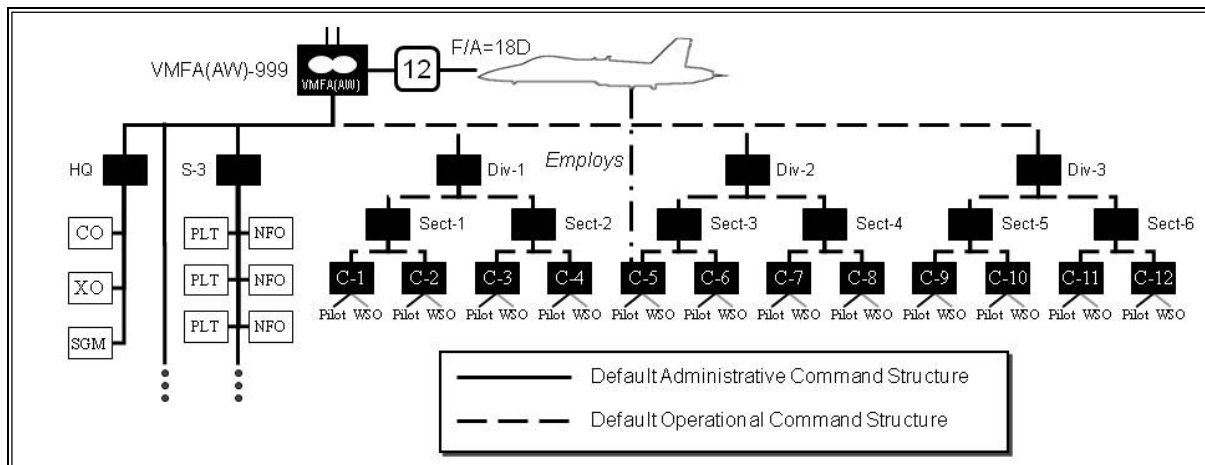 F/A=18D
VMFA(AW)-999
VMFA(AW)
12
Employs
HQ
S-3
Div-1
Div-2
Div-3
CO
PLT
NFO
Sect-1
Sect-2
Sect-3
Sect-4
Sect-5
Sect-6
XO
PLT
NFO
C-1
C-2
C-3
C-4
C-5
C-6
C-7
C-8
C-9
C-10
C-11
C-12
Pilot WSO Pilot WSO Pilot WSO Pilot WSO Pilot WSO Pilot WSO Pilot WSO Pilot WSO Pilot WSO Pilot WSO Pilot WSO Pilot WSO
SGM
PLT
NFO
Default Administrative Command Structure
Default Operational Command Structure